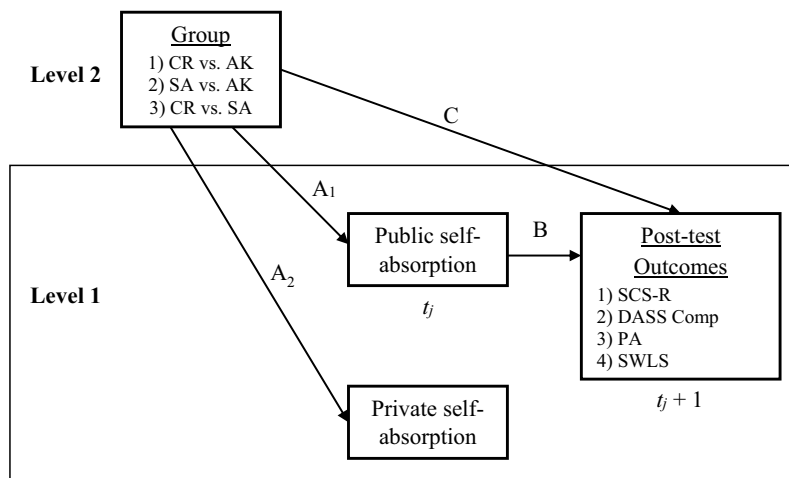 Group
1) CR vs. AK
2) SA vs. AK
3) CR vs. SA
Level 2
C
A1
Public self-
absorption
tj
B
Post-test
Outcomes
1) SCS-R
2) DASS Comp
3) PA
4) SWLS
tj + 1
A2
Level 1
Private self-
absorption